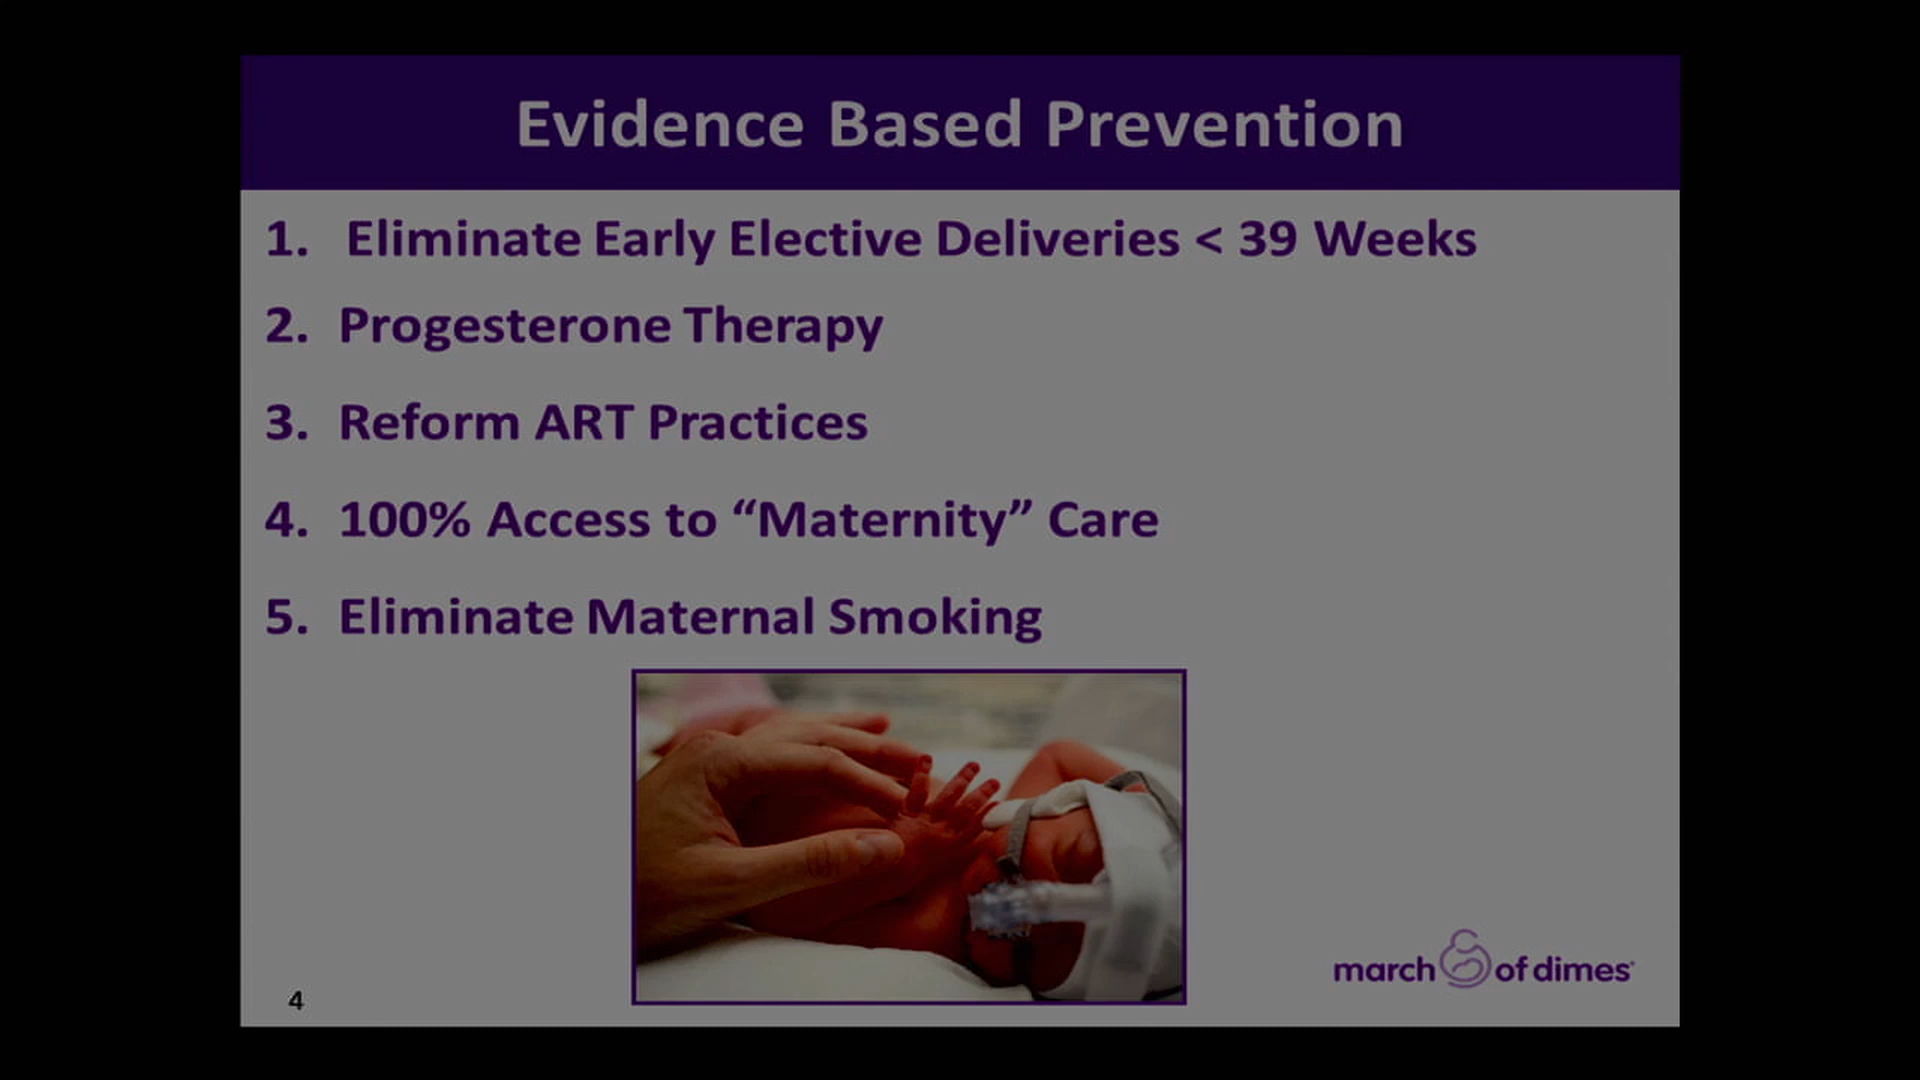 Evidence Based Prevention
1. Eliminate Early Elective Deliveries < 39 Weeks
2. Progesterone Therapy
3. Reform ART Practices
4. 100% Access to “Maternity” Care
5. Eliminate Maternal Smoking
march of dimes
4